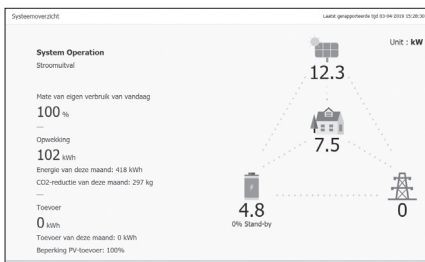 Systeemoverzicht
Laatst gerapporteerde tijd 03-04-2019 15:28:30
Unit : kW
System Operation
Stroomuitval
12.3
Mate van eigen verbruik van vandaag
100 %
7.5
Opwekking
102 kWh
Energie van deze maand: 418 kWh
CO2-reductie van deze maand: 297 kg
Toevoer
0 kWh
Toevoer van deze maand: 0 kWh
Beperking PV-toevoer: 100%
4.8
0% Stand-by
0